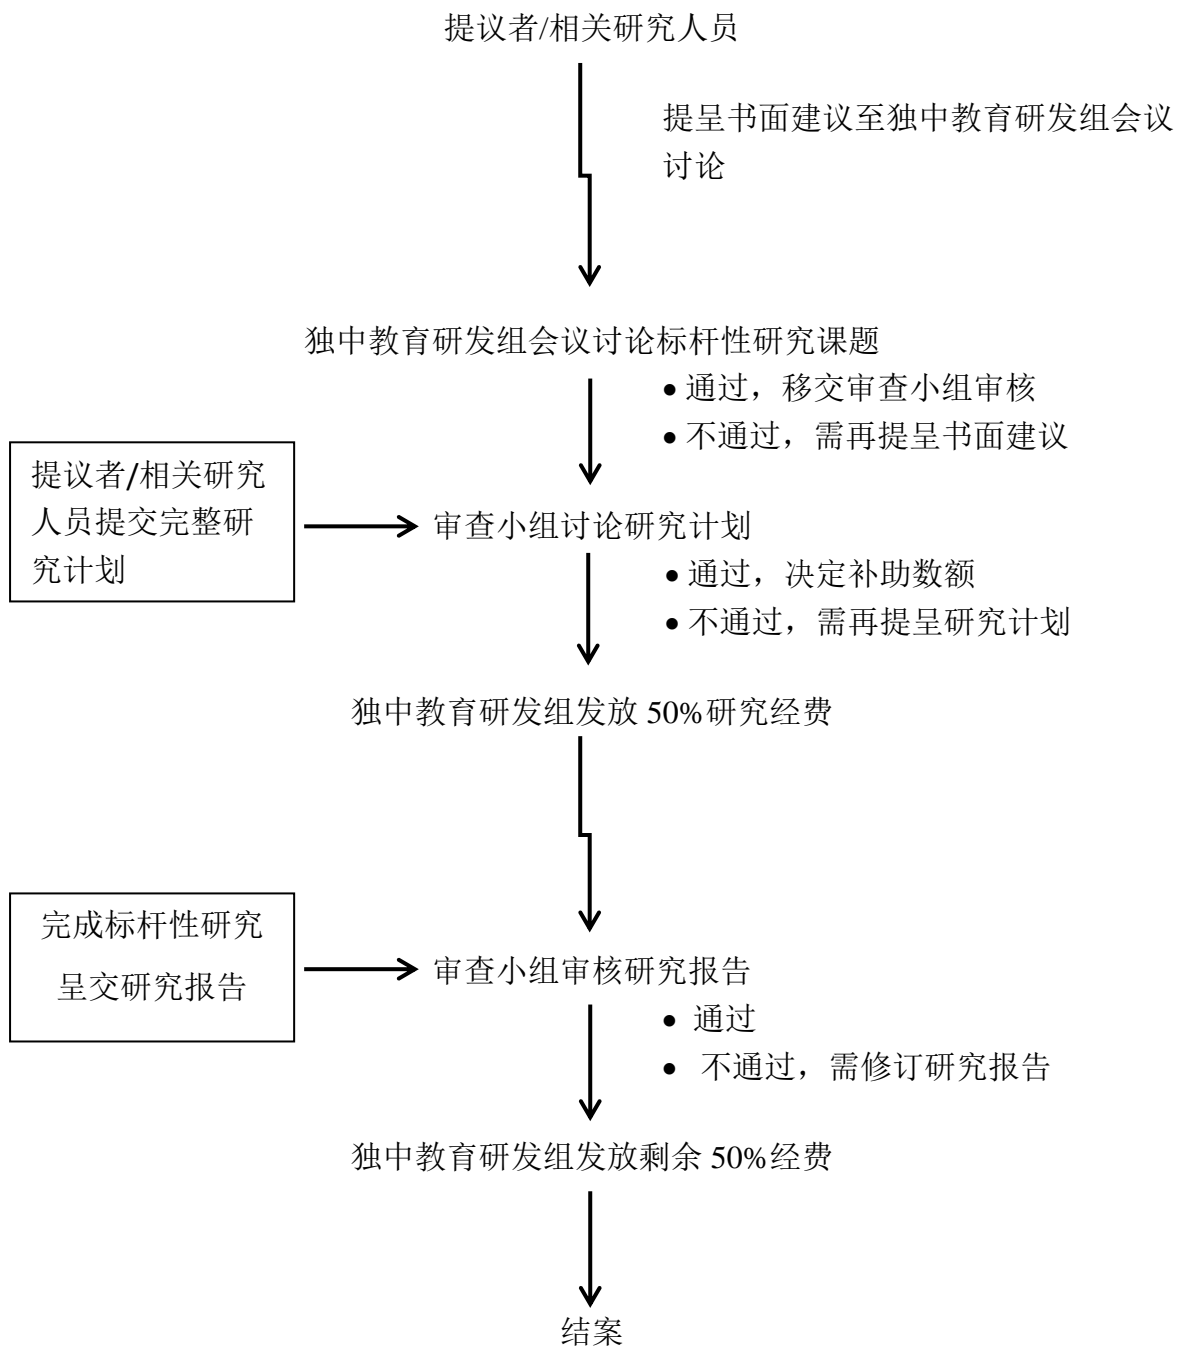 提议者/相关研究人员
提呈书面建议至独中教育研发组会议
讨论
独中教育研发组会议讨论标杆性研究课题
• 通过，移交审查小组审核
• 不通过，需再提呈书面建议
提议者/相关研究
人员提交完整研
究计划
审查小组讨论研究计划
• 通过，决定补助数额
• 不通过，需再提呈研究计划
独中教育研发组发放 50%研究经费
完成标杆性研究
呈交研究报告
审查小组审核研究报告
• 通过
• 不通过，需修订研究报告
独中教育研发组发放剩余 50%经费
结案